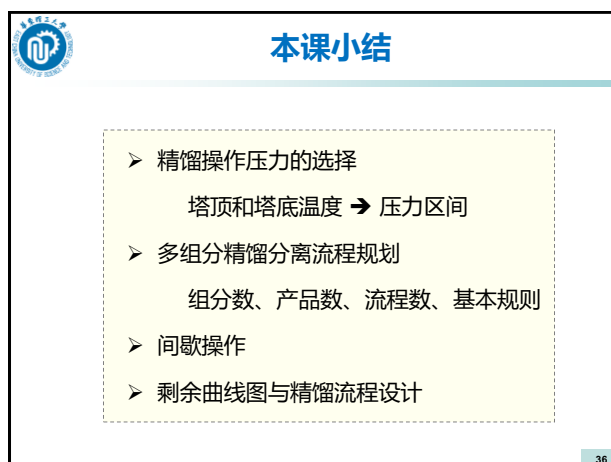 本课小结
➢ 精馏操作压力的选择
塔顶和塔底温度 ➔ 压力区间
➢ 多组分精馏分离流程规划
组分数、产品数、流程数、基本规则
➢ 间歇操作
➢ 剩余曲线图与精馏流程设计
36